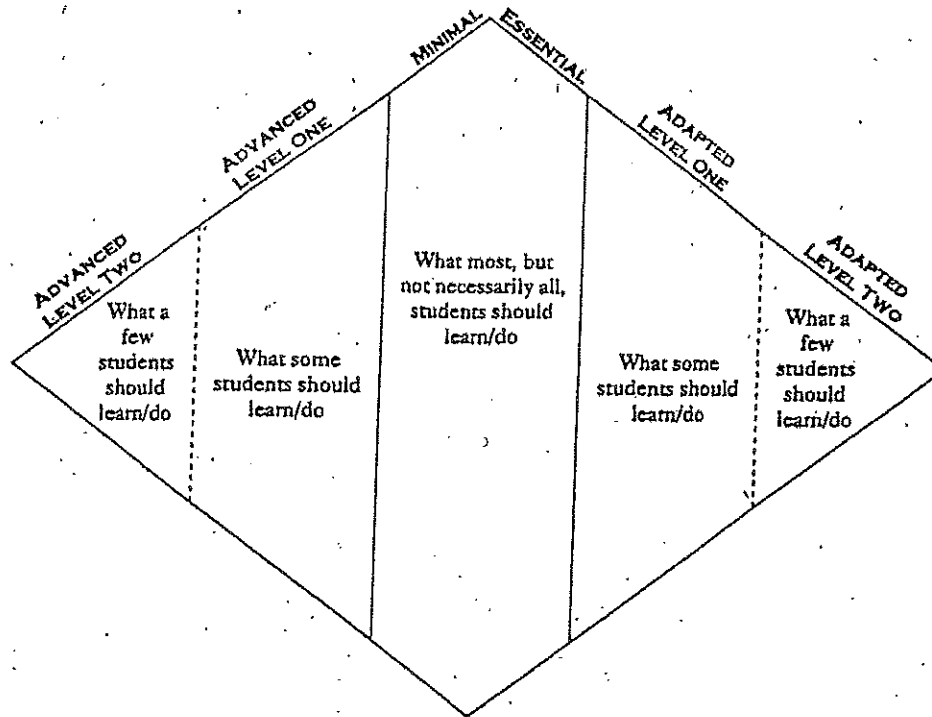 MINIMAL
ESSENTIAL
ADVANCED
LEVEL ONE
ADAPTED
LEVEL ONE
ADVANCED
LEVEL TWO
ADAPTED
LEVEL TWO
What a
few
students
should
learn/do
What some
students should
learn/do
What most, but
not necessarily all,
students should
learn/do
What some
students should
learn/do
What a
few
students
should
learn/do